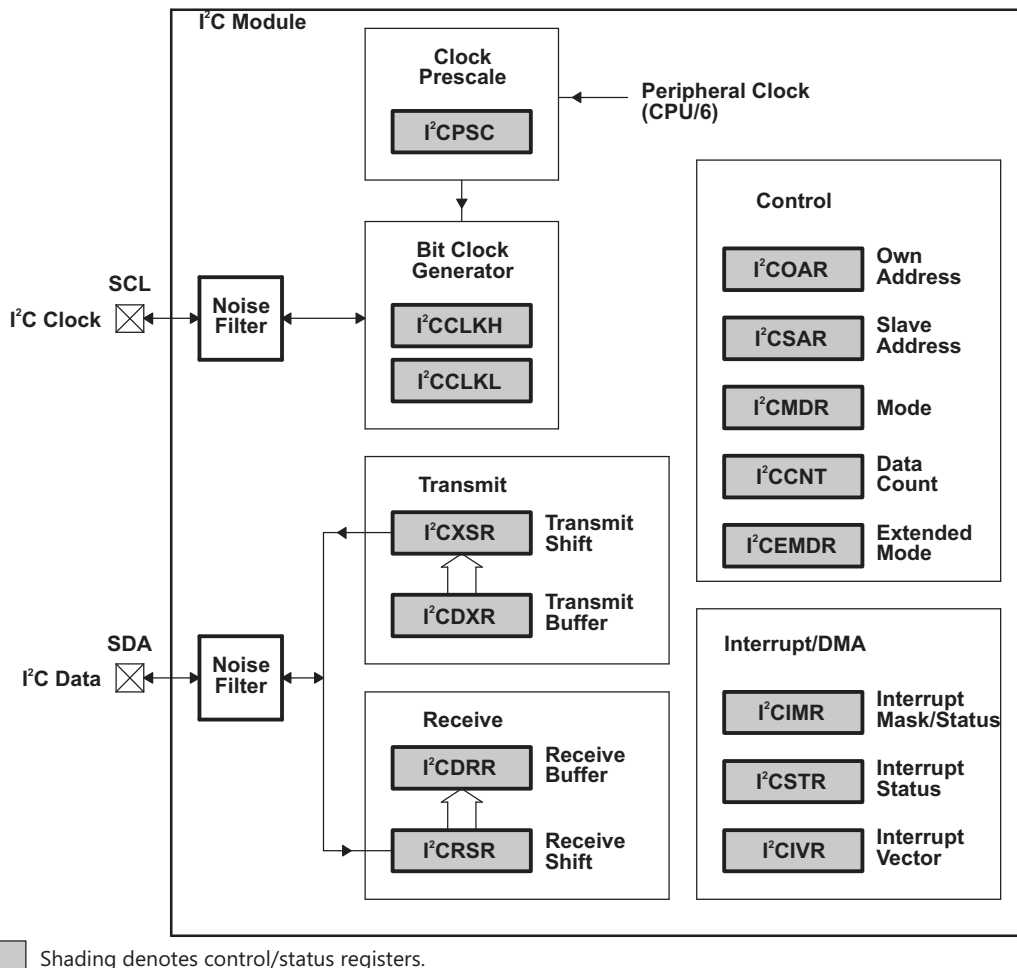 I²C Module
Clock
Prescale
I²CPSC
Peripheral Clock
(CPU/6)
Bit Clock
Generator
I²CCLKH
I²CCLKL
SCL
I²C Clock
Noise
Filter
Control
I²COAR
Own
Address
I²CSAR
Slave
Address
I²CMDR
Mode
I²CCNT
Data
Count
I²CEMDR
Extended
Mode
Transmit
I²CXSR
Transmit
Shift
I²CDXR
Transmit
Buffer
SDA
I²C Data
Noise
Filter
Receive
I²CDRR
Receive
Buffer
I²CRSR
Receive
Shift
Interrupt/DMA
I²CIMR
Interrupt
Mask/Status
I²CSTR
Interrupt
Status
I²CIVR
Interrupt
Vector
Shading denotes control/status registers.